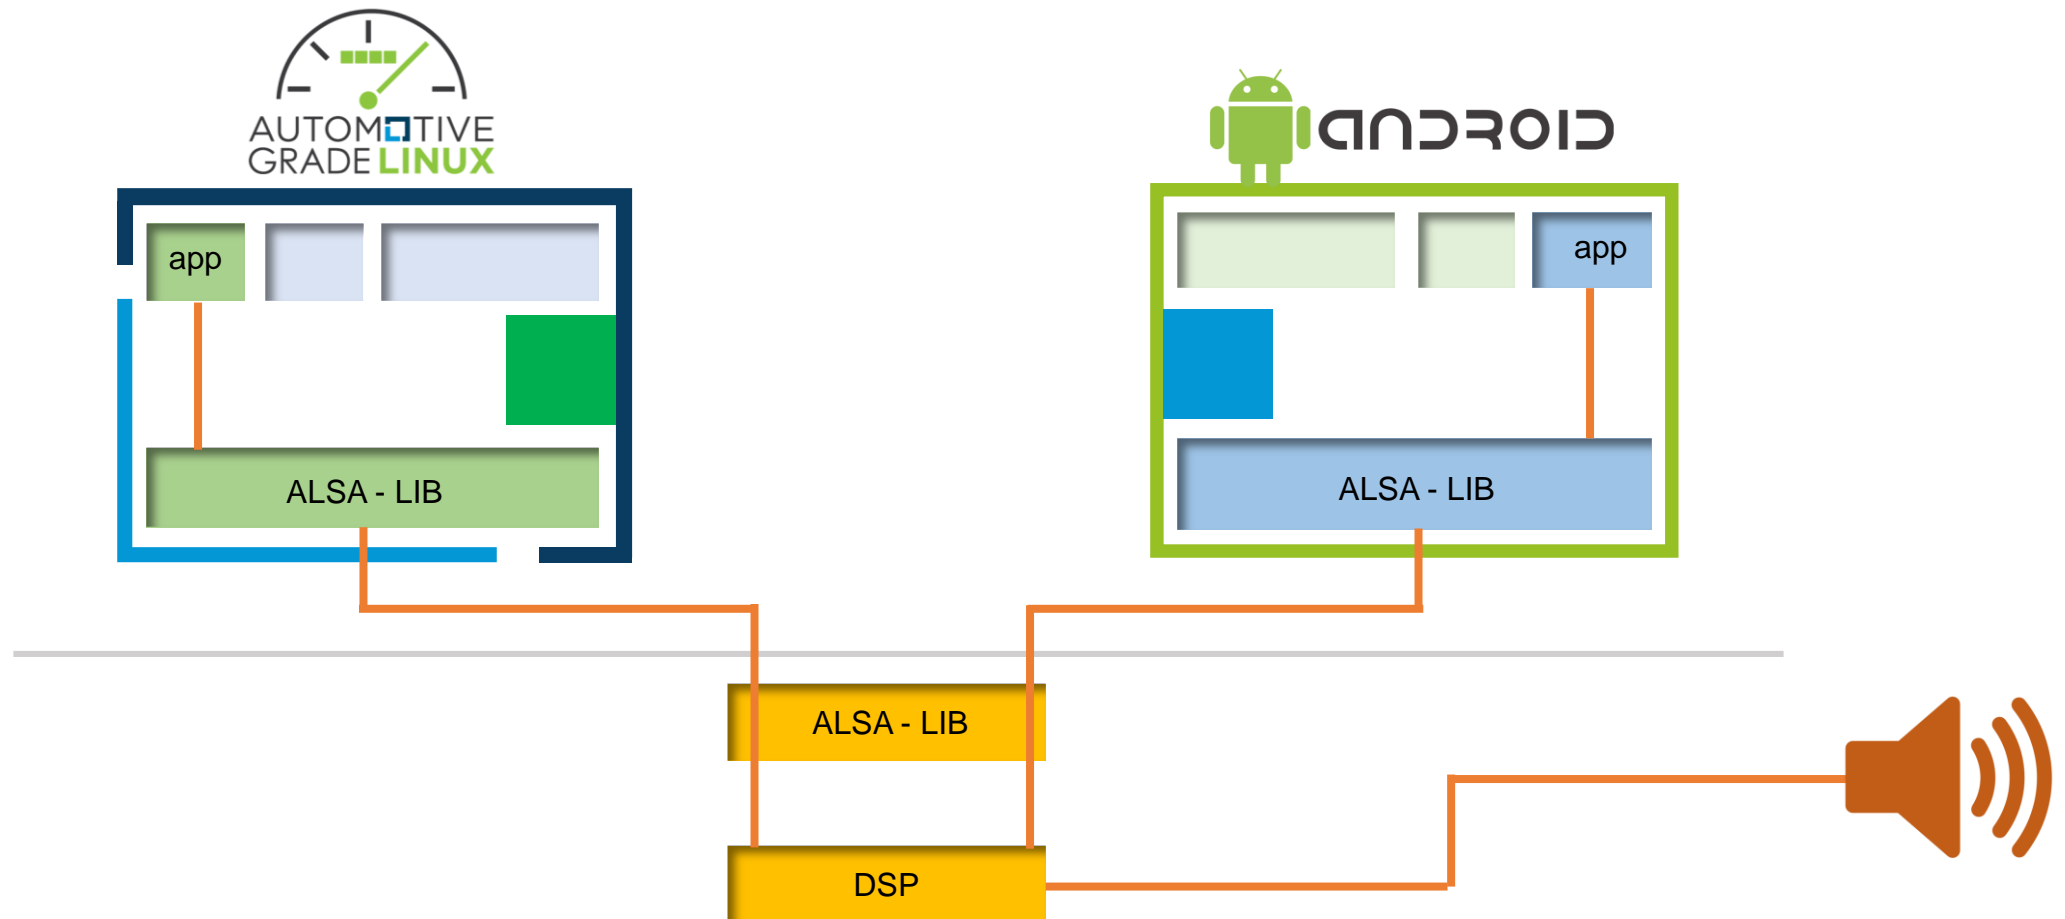 AUTOMOTIVE
GRADE LINUX
ANDROID
app
app
ALSA - LIB
ALSA - LIB
ALSA - LIB
DSP